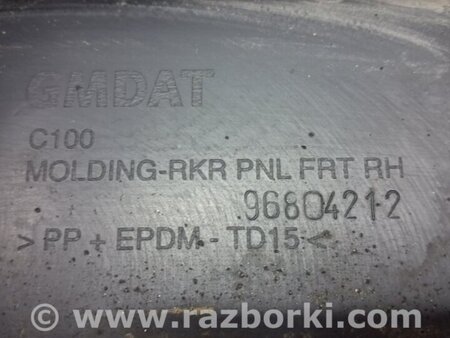 GMDAT
C100
MOLDING-RKR PNL FRT RH
96804212
>PP + EPDM - TD15<
© www.razborki.com